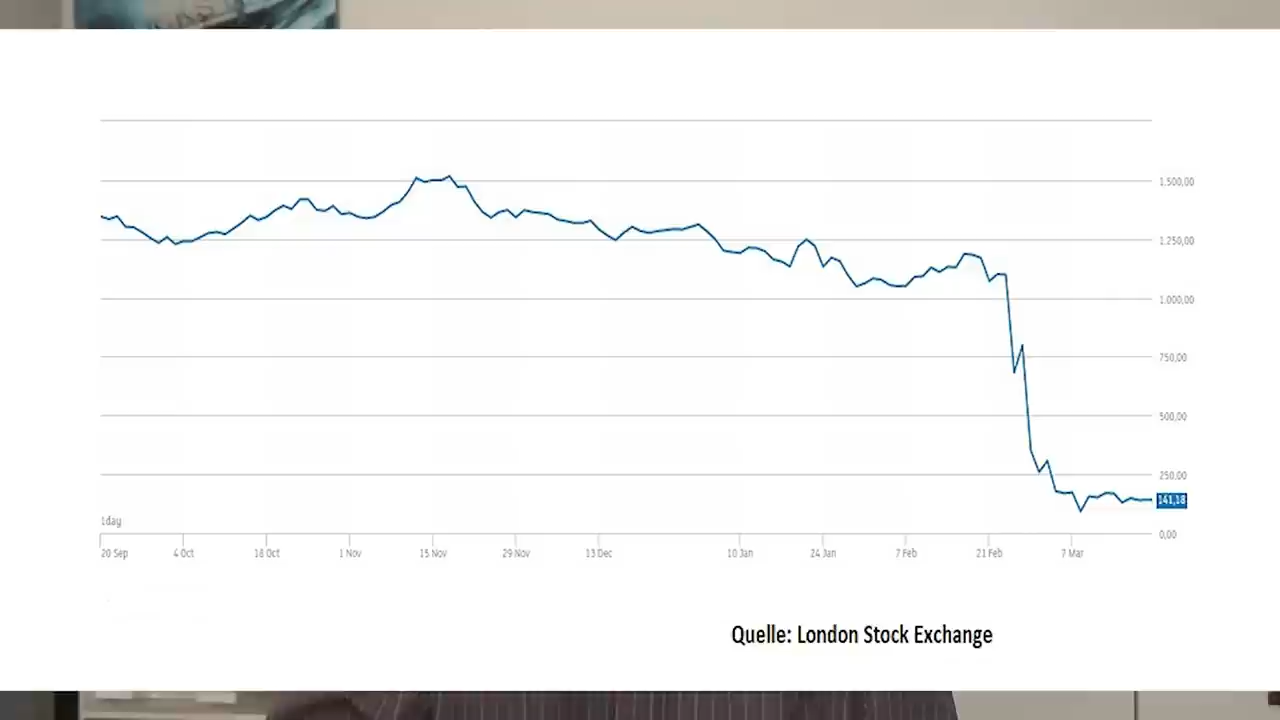 1.500,00
1.250,00
1.000,00
750,00
500,00
250,00
141,18
0,00
1day
20 Sep 4 Oct 18 Oct 1 Nov 15 Nov 29 Nov 13 Dec 10 Jan 24 Jan 7 Feb 21 Feb 7 Mar
Quelle: London Stock Exchange